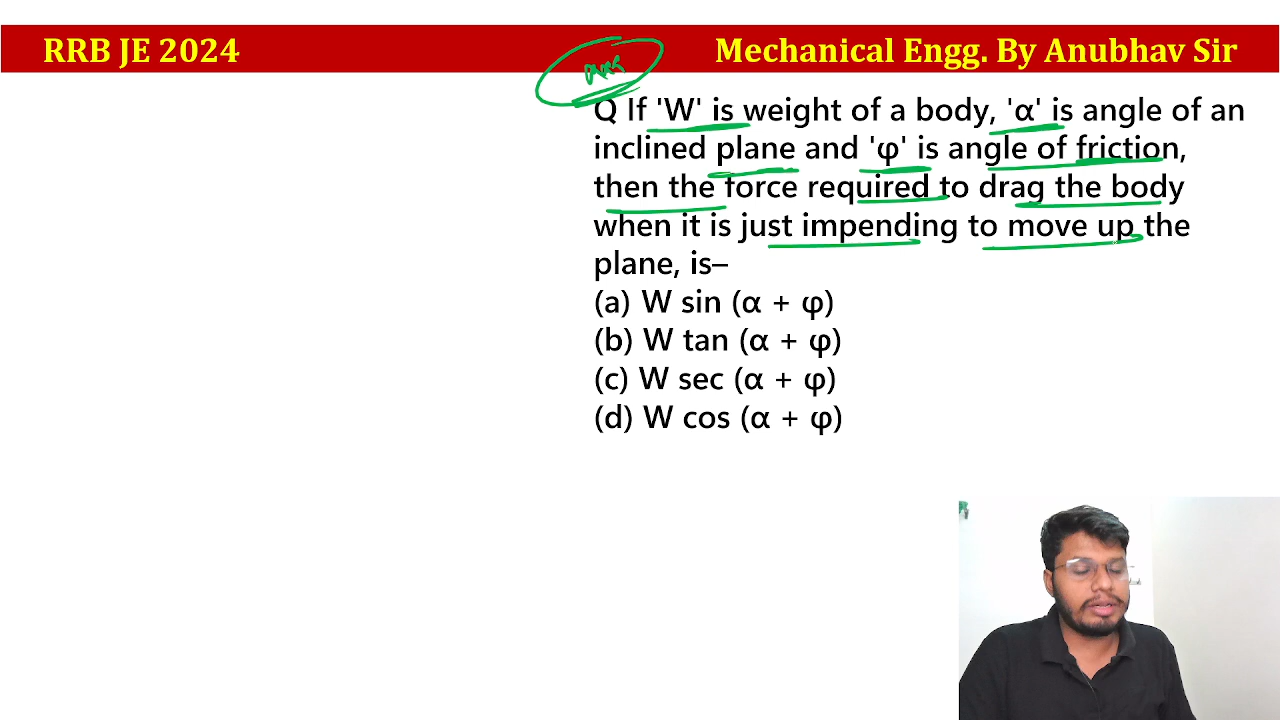 RRB JE 2024
Mechanical Engg. By Anubhav Sir
Q If 'W' is weight of a body, 'α' is angle of an
inclined plane and 'φ' is angle of friction,
then the force required to drag the body
when it is just impending to move up the
plane, is–
(a) W sin (α + φ)
(b) W tan (α + φ)
(c) W sec (α + φ)
(d) W cos (α + φ)